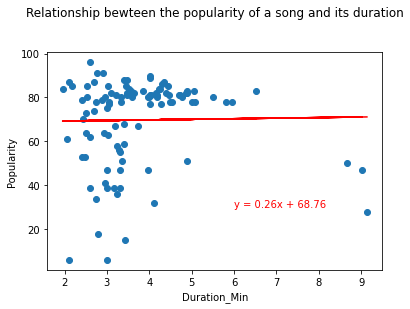 Relationship bewteen the popularity of a song and its duration
100
80
60
40
20
Popularity
y = 0.26x + 68.76
2 3 4 5 6 7 8 9
Duration_Min